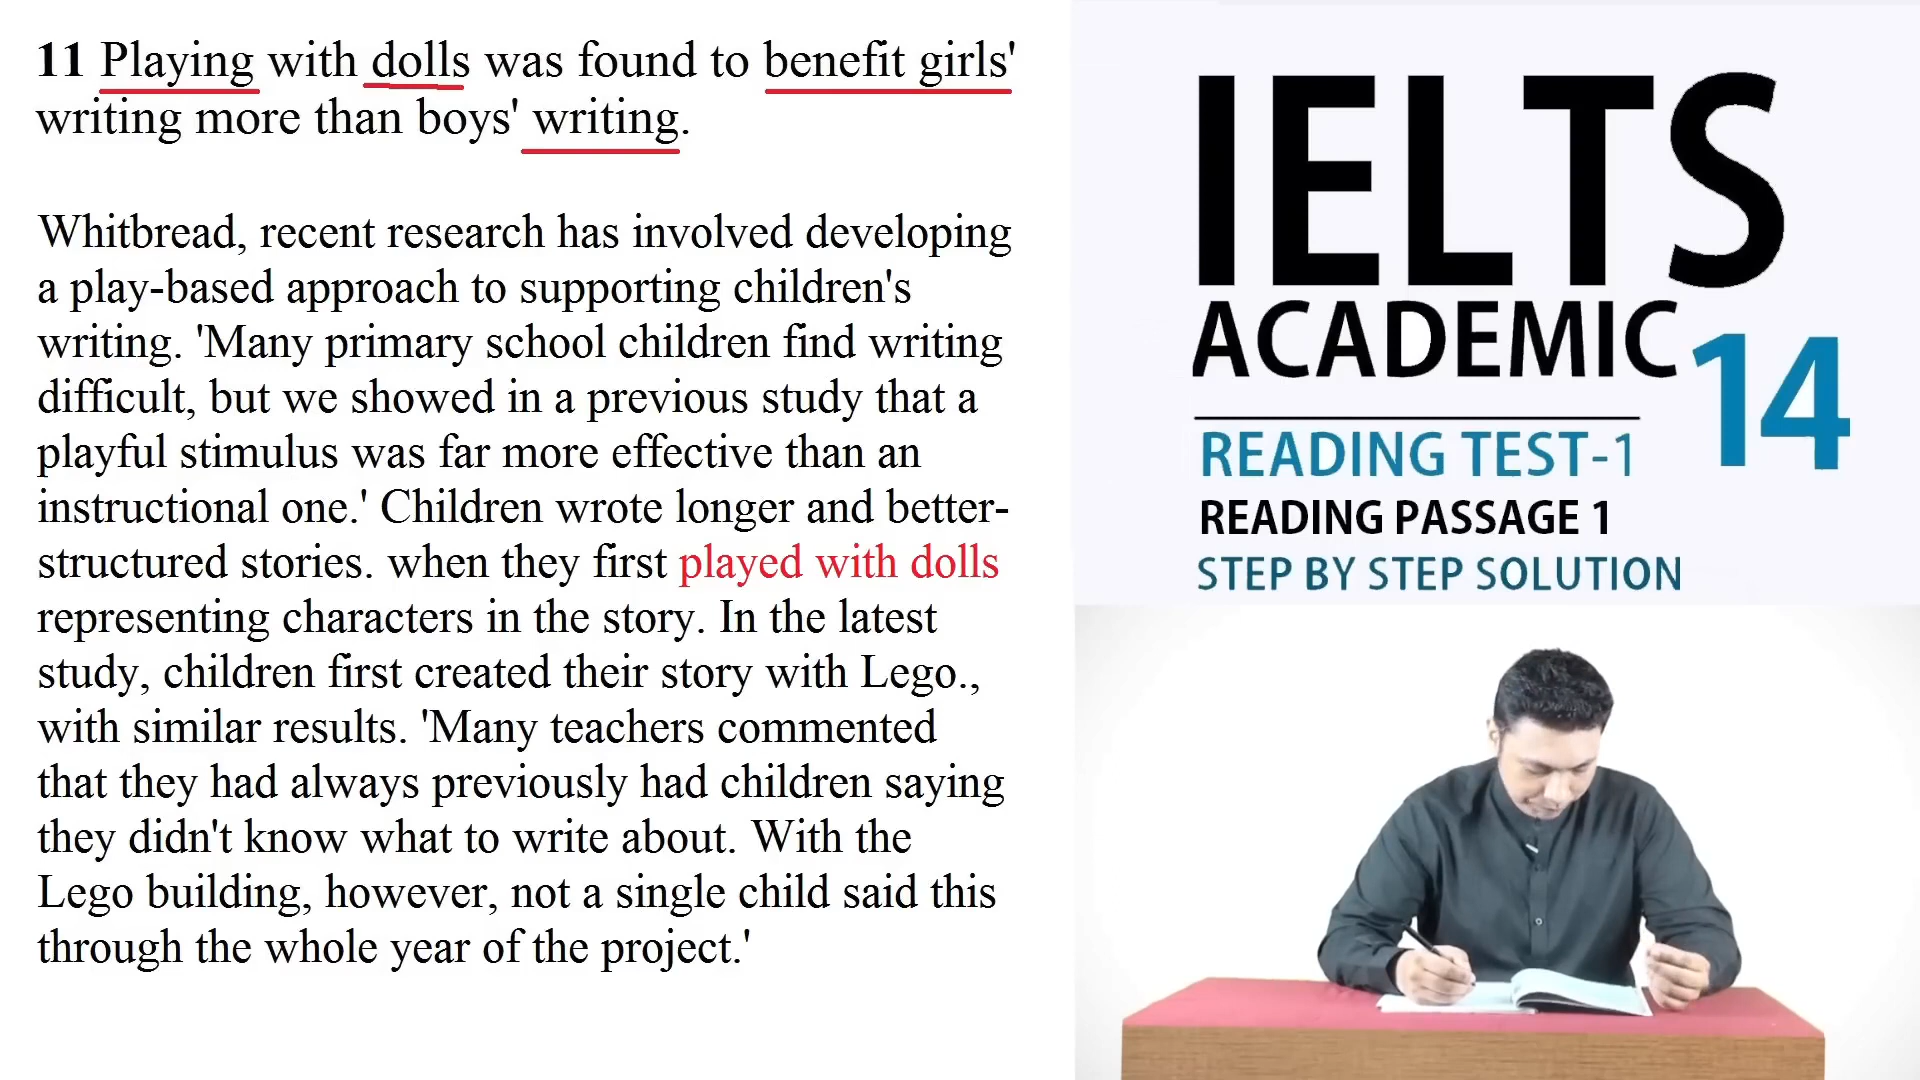 11 Playing with dolls was found to benefit girls'
writing more than boys' writing.
Whitbread, recent research has involved developing
a play-based approach to supporting children's
writing. 'Many primary school children find writing
difficult, but we showed in a previous study that a
playful stimulus was far more effective than an
instructional one.' Children wrote longer and better-
structured stories. when they first played with dolls
representing characters in the story. In the latest
study, children first created their story with Lego.,
with similar results. 'Many teachers commented
that they had always previously had children saying
they didn't know what to write about. With the
Lego building, however, not a single child said this
through the whole year of the project.'
IELTS
ACADEMIC 14
READING TEST-1
READING PASSAGE 1
STEP BY STEP SOLUTION